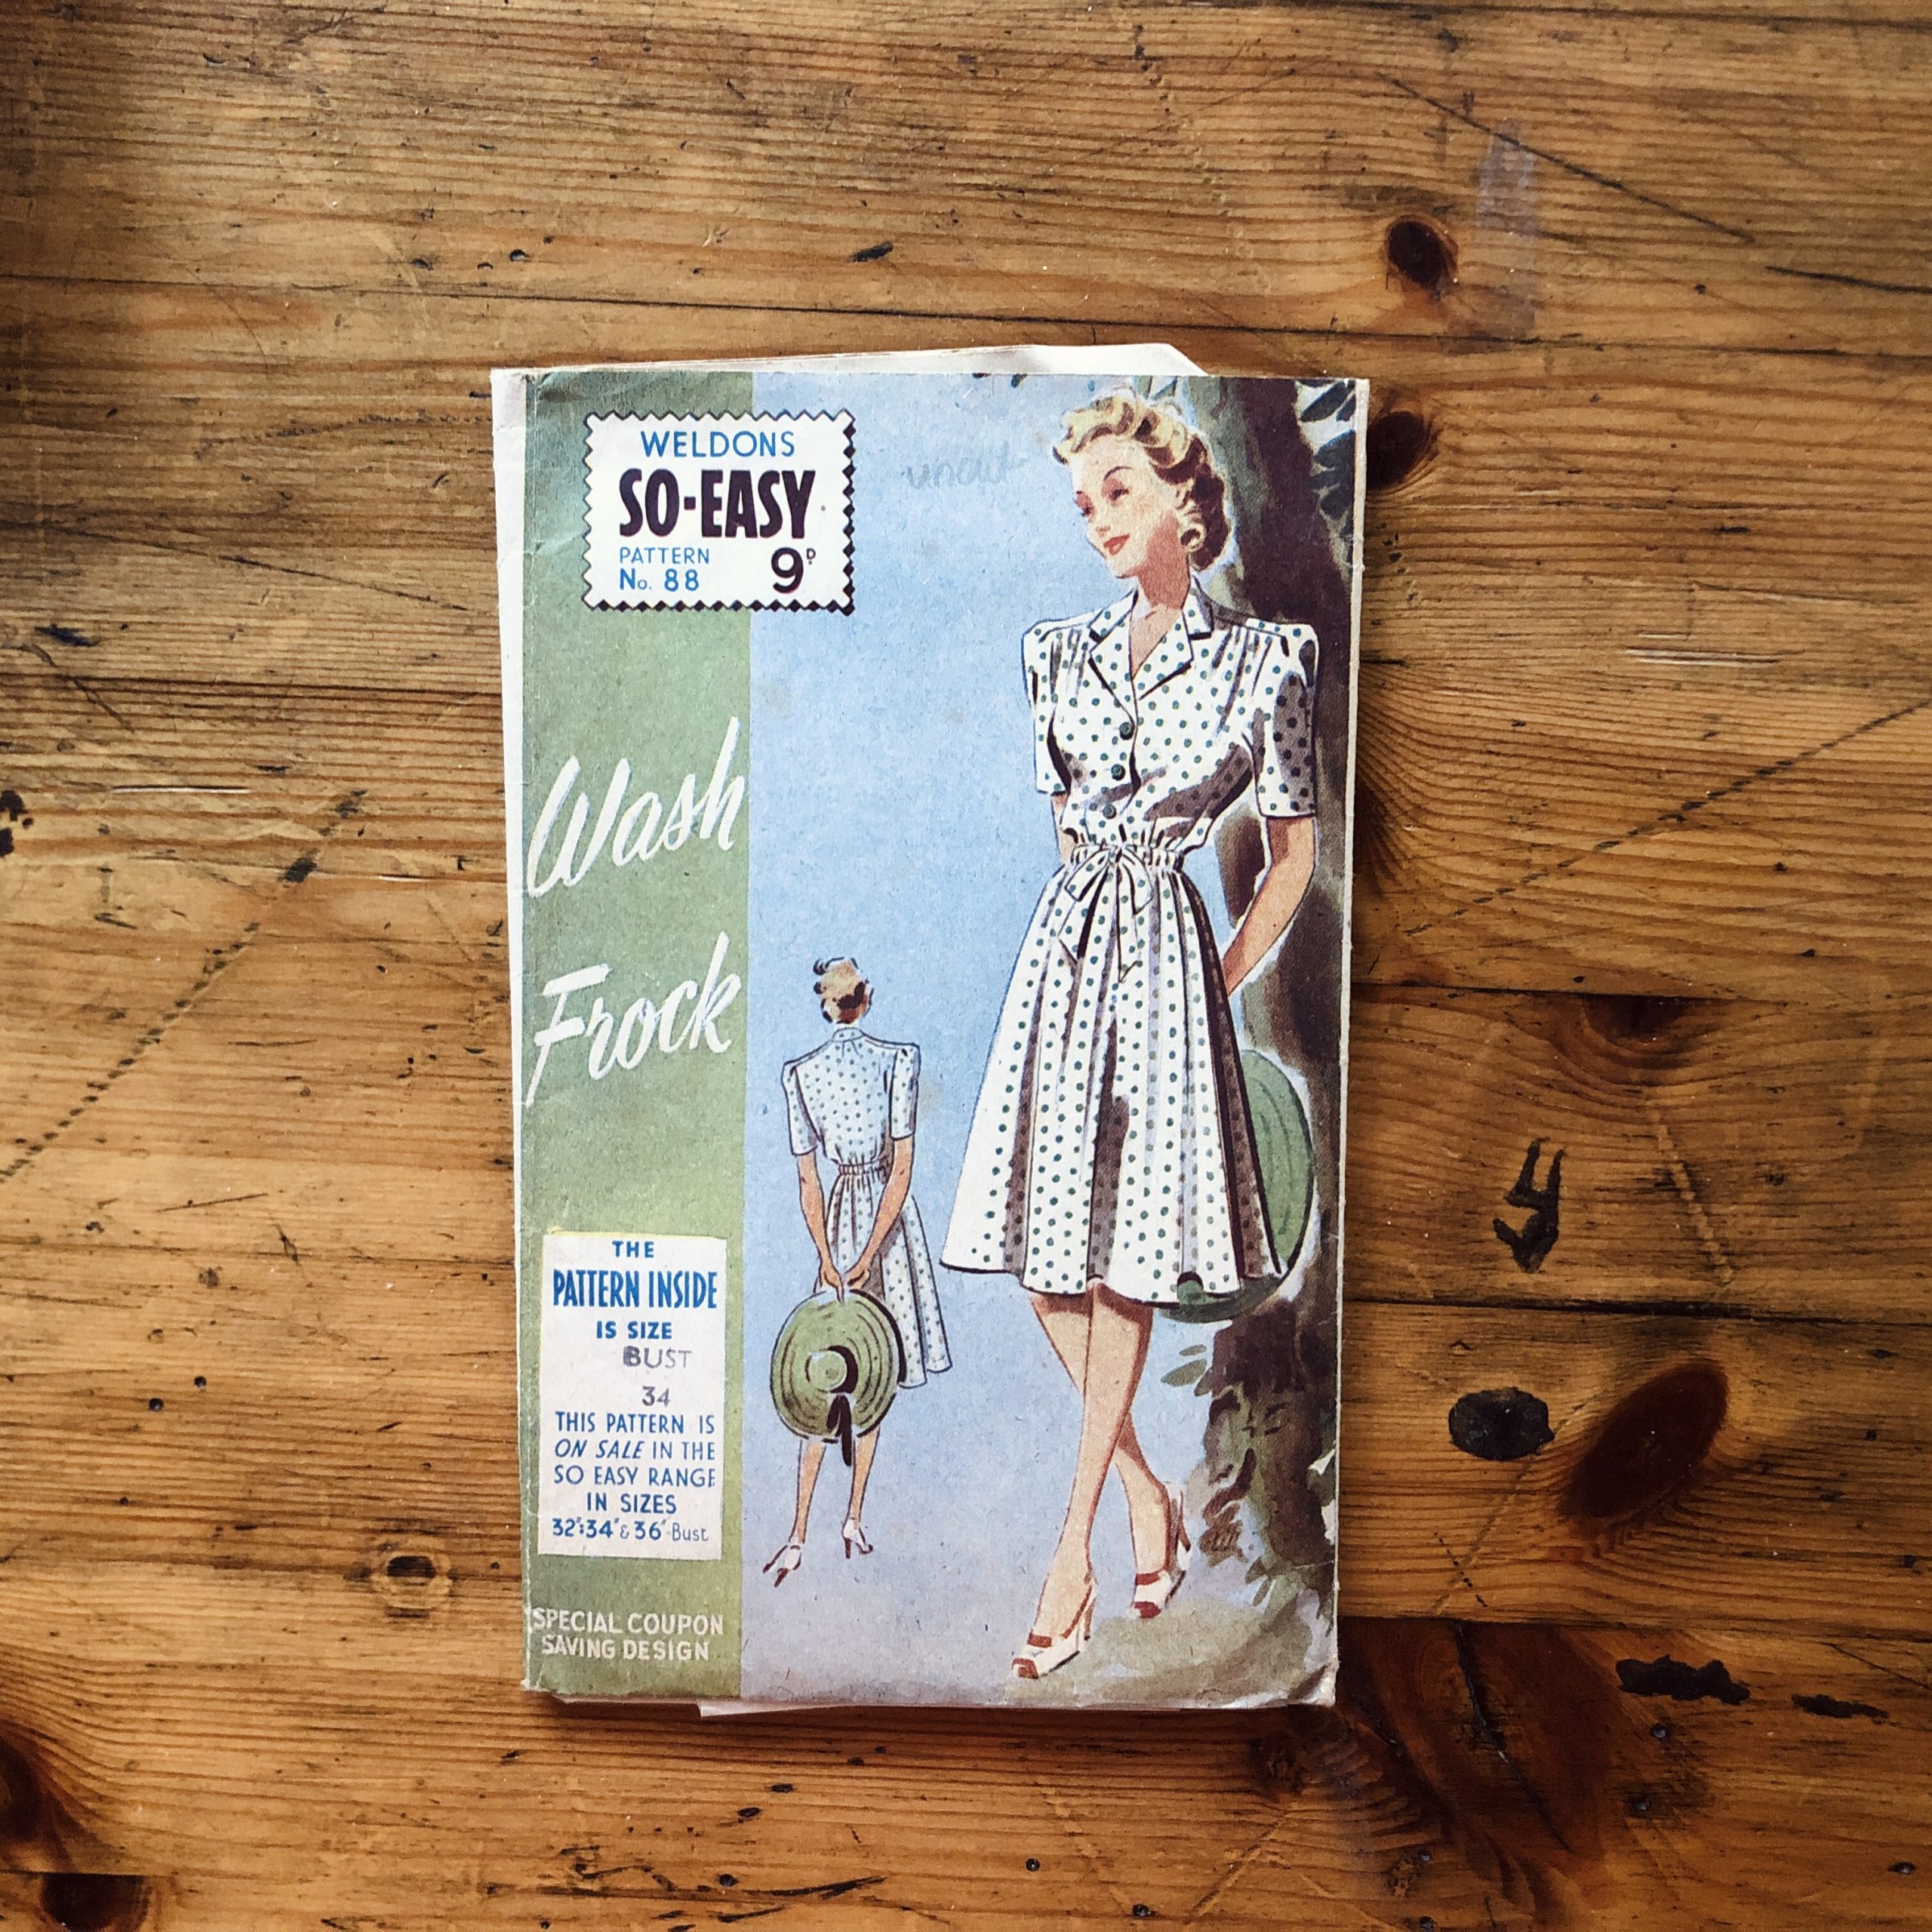 WELDONS
SO-EASY
PATTERN
No. 88 9D.
uncut
Wash
Frock
THE
PATTERN INSIDE
IS SIZE
BUST
34
THIS PATTERN IS
ON SALE IN THE
SO EASY RANGE
IN SIZES
32":34"& 36" Bust
SPECIAL COUPON
SAVING DESIGN